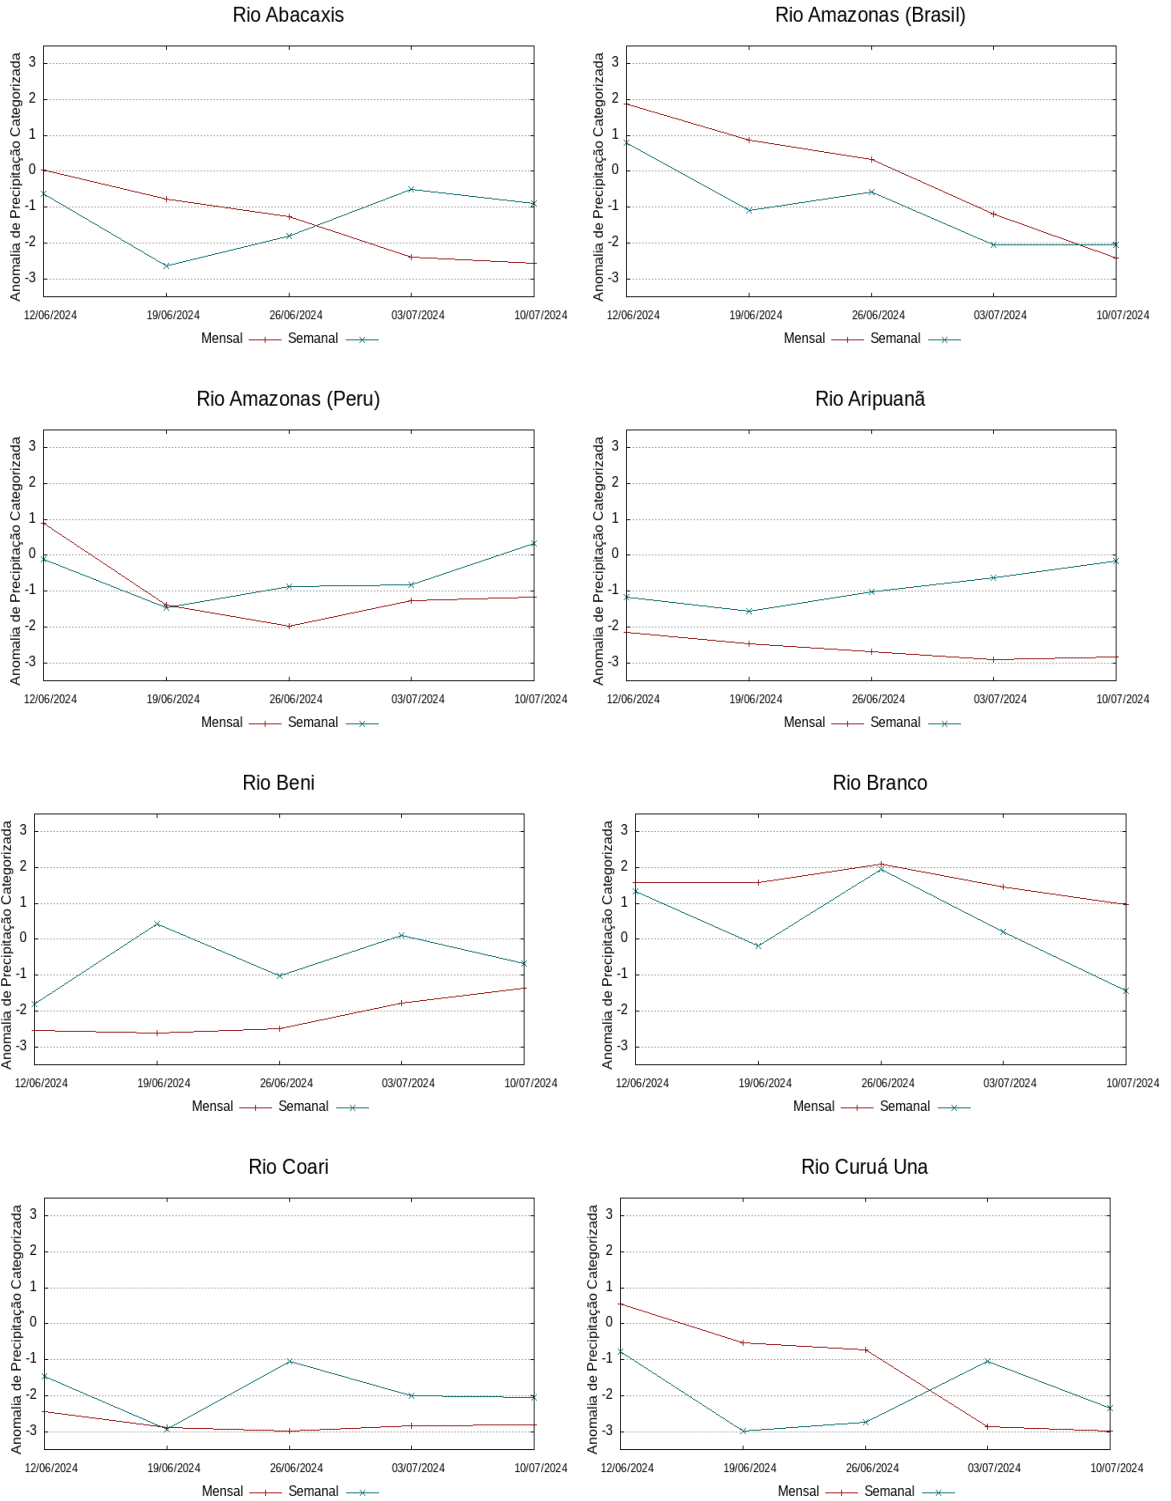 Rio Abacaxis
Anomalia de Precipitação Categorizada
3
2
1
0
-1
-2
-3
12/06/2024 19/06/2024 26/06/2024 03/07/2024 10/07/2024
Mensal Semanal
Rio Amazonas (Brasil)
Anomalia de Precipitação Categorizada
3
2
1
0
-1
-2
-3
12/06/2024 19/06/2024 26/06/2024 03/07/2024 10/07/2024
Mensal Semanal
Rio Amazonas (Peru)
Anomalia de Precipitação Categorizada
3
2
1
0
-1
-2
-3
12/06/2024 19/06/2024 26/06/2024 03/07/2024 10/07/2024
Mensal Semanal
Rio Aripuanã
Anomalia de Precipitação Categorizada
3
2
1
0
-1
-2
-3
12/06/2024 19/06/2024 26/06/2024 03/07/2024 10/07/2024
Mensal Semanal
Rio Beni
Anomalia de Precipitação Categorizada
3
2
1
0
-1
-2
-3
12/06/2024 19/06/2024 26/06/2024 03/07/2024 10/07/2024
Mensal Semanal
Rio Branco
Anomalia de Precipitação Categorizada
3
2
1
0
-1
-2
-3
12/06/2024 19/06/2024 26/06/2024 03/07/2024 10/07/2024
Mensal Semanal
Rio Coari
Anomalia de Precipitação Categorizada
3
2
1
0
-1
-2
-3
12/06/2024 19/06/2024 26/06/2024 03/07/2024 10/07/2024
Mensal Semanal
Rio Curuá Una
Anomalia de Precipitação Categorizada
3
2
1
0
-1
-2
-3
12/06/2024 19/06/2024 26/06/2024 03/07/2024 10/07/2024
Mensal Semanal